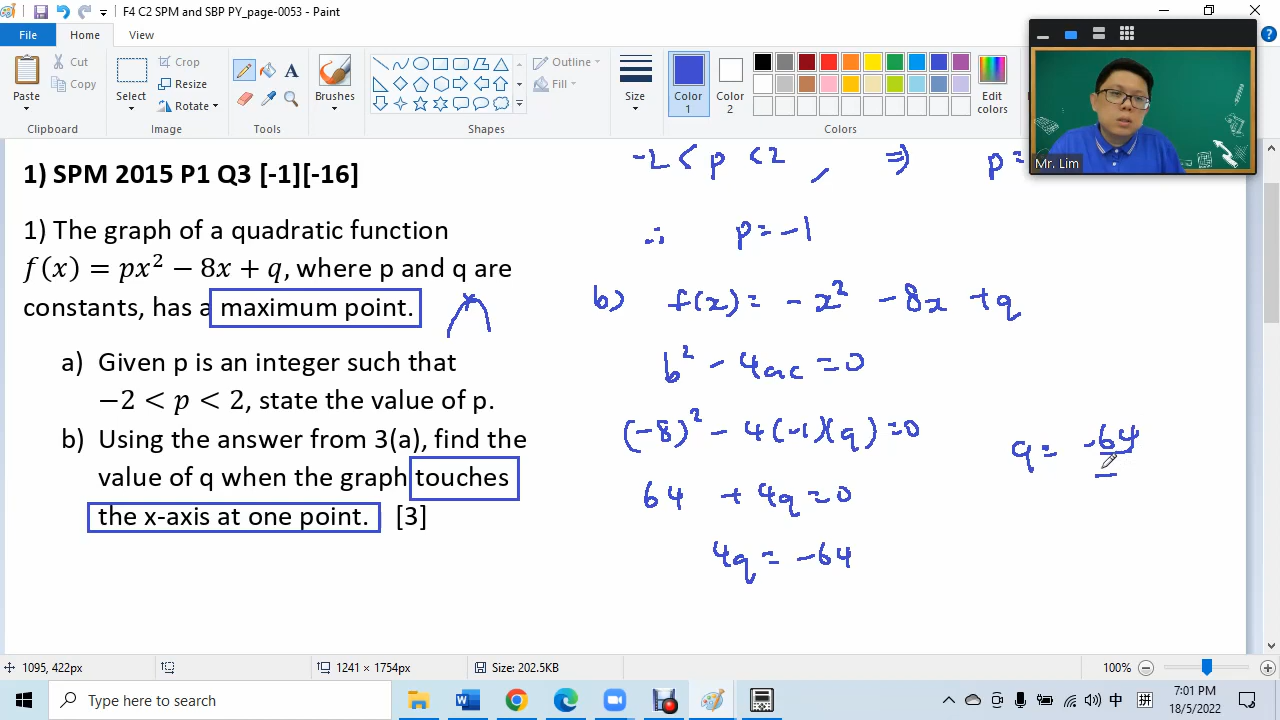 F4 C2 SPM and SBP PY_page-0053 - Paint
File Home View
Paste
Cut
Copy
Clipboard
Select
Crop
Resize
Rotate
Image
A
Tools
Brushes
Outline
Fill
Shapes
Size
Color 1
Color 2
Edit colors
Colors
Mr. Lim
1) SPM 2015 P1 Q3 [-1][-16]
1) The graph of a quadratic function
f(x) = px² − 8x + q, where p and q are
constants, has a maximum point.
a) Given p is an integer such that
−2 < p < 2, state the value of p.
b) Using the answer from 3(a), find the
value of q when the graph touches
the x-axis at one point. [3]
-2 < p < 2 , ⇒ p =
∴ p = -1
b) f(x) = - x² - 8x + q
b² - 4ac = 0
(-8)² - 4(-1)(q) = 0
64 + 4q = 0
4q = -64
q = -64
1095, 422px
1241 × 1754px
Size: 202.5KB
100%
Type here to search
中
拼
7:01 PM
18/5/2022